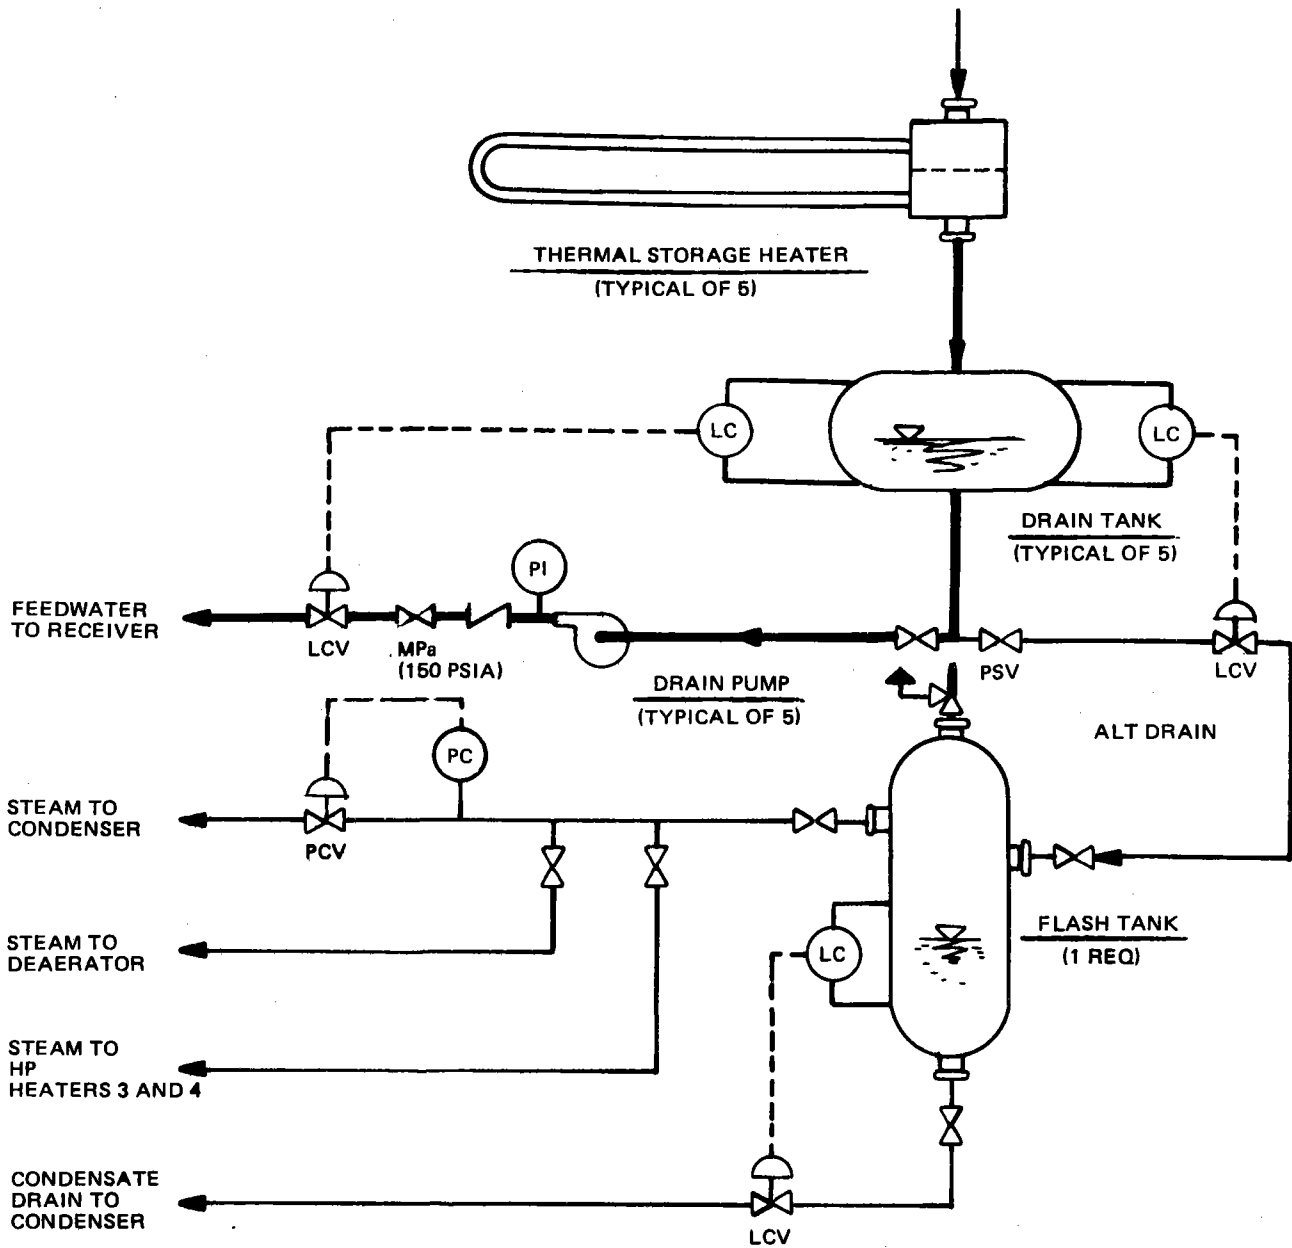 THERMAL STORAGE HEATER
(TYPICAL OF 5)
LC
LC
DRAIN TANK
(TYPICAL OF 5)
PI
FEEDWATER
TO RECEIVER
LCV
MPa
(150 PSIA)
DRAIN PUMP
(TYPICAL OF 5)
PSV
LCV
ALT DRAIN
PC
STEAM TO
CONDENSER
PCV
STEAM TO
DEAERATOR
LC
FLASH TANK
(1 REQ)
STEAM TO
HP
HEATERS 3 AND 4
CONDENSATE
DRAIN TO
CONDENSER
LCV